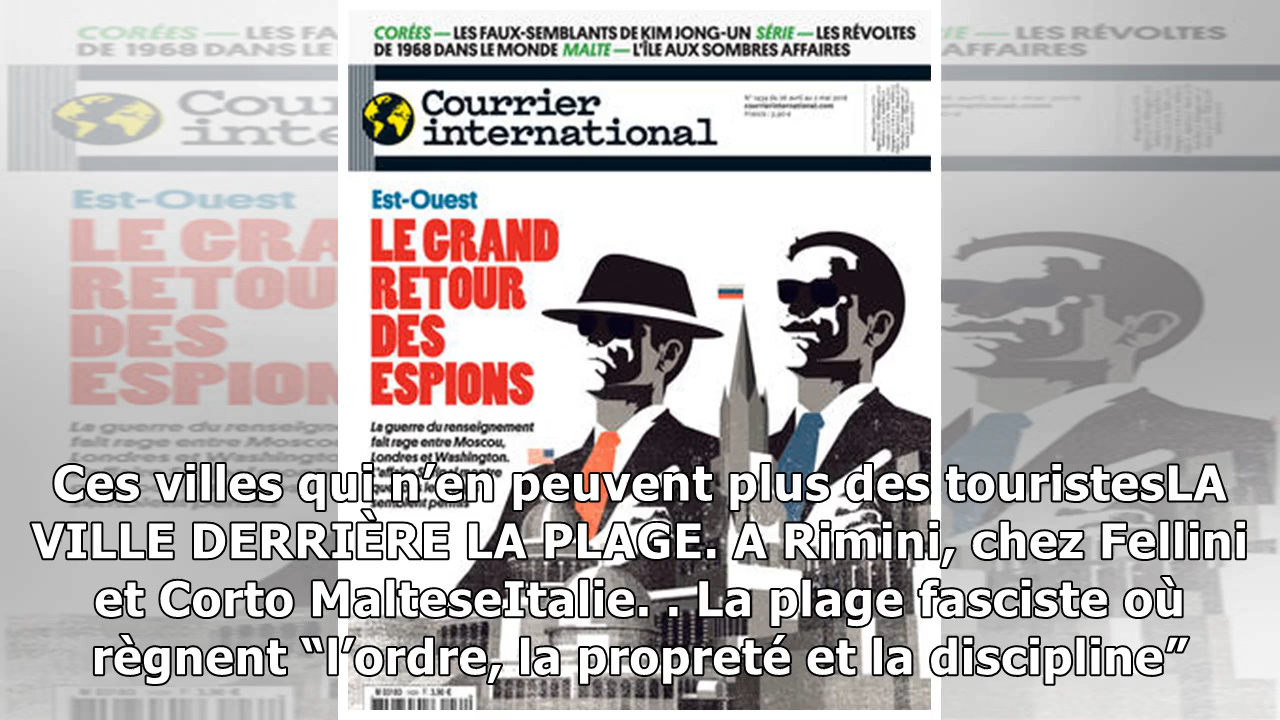 CORÉES — LES FAUX-SEMBLANTS DE KIM JONG-UN SÉRIE — LES RÉVOLTES
DE 1968 DANS LE MONDE MALTE — L'ÎLE AUX SOMBRES AFFAIRES
Courrier
international
courrierinternational.com
Est-Ouest
LE GRAND
RETOUR
DES
ESPIONS
La guerre du renseignement
fait rage entre Moscou,
Londres et Washington.
Ces villes qui n’en peuvent plus des touristesLA
VILLE DERRIÈRE LA PLAGE. A Rimini, chez Fellini
et Corto MalteseItalie. . La plage fasciste où
règnent “l’ordre, la propreté et la discipline”